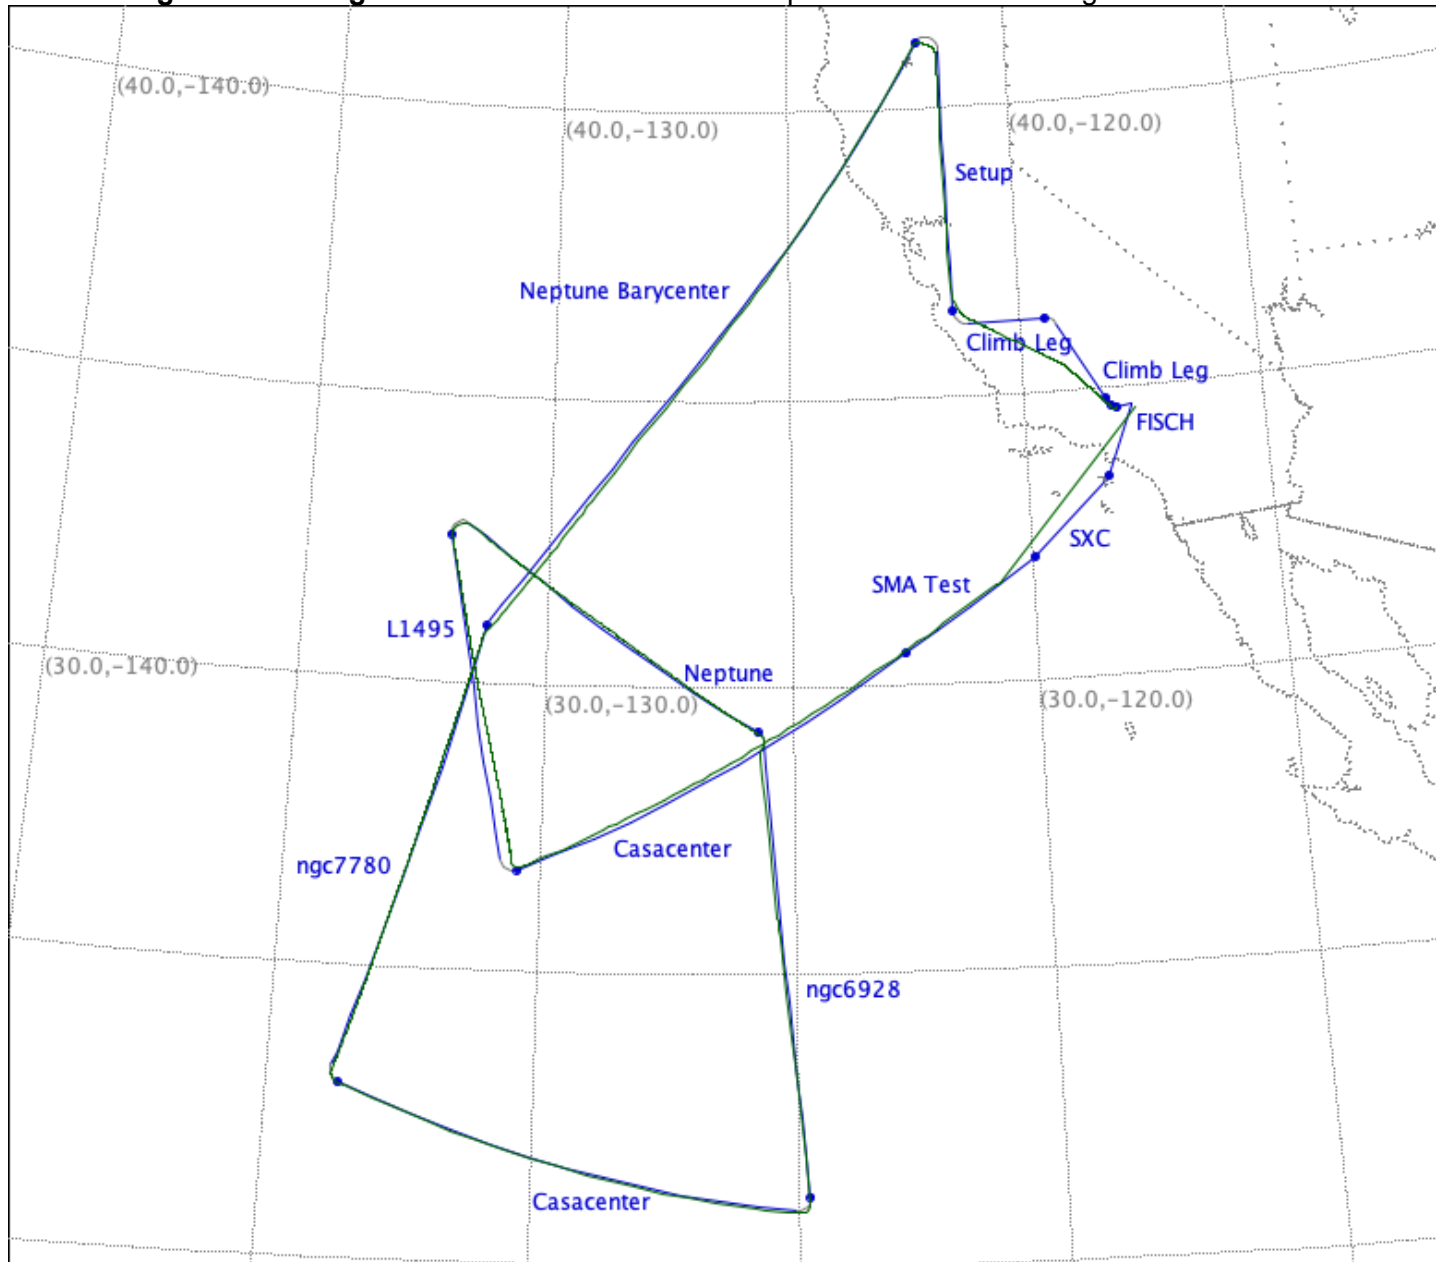 (40.0,-140.0)
(40.0,-130.0)
(40.0,-120.0)
Setup
Neptune Barycenter
Climb Leg
Climb Leg
FISCH
SXC
SMA Test
L1495
(30.0,-140.0)
Neptune
(30.0,-130.0)
(30.0,-120.0)
Casacenter
ngc7780
ngc6928
Casacenter